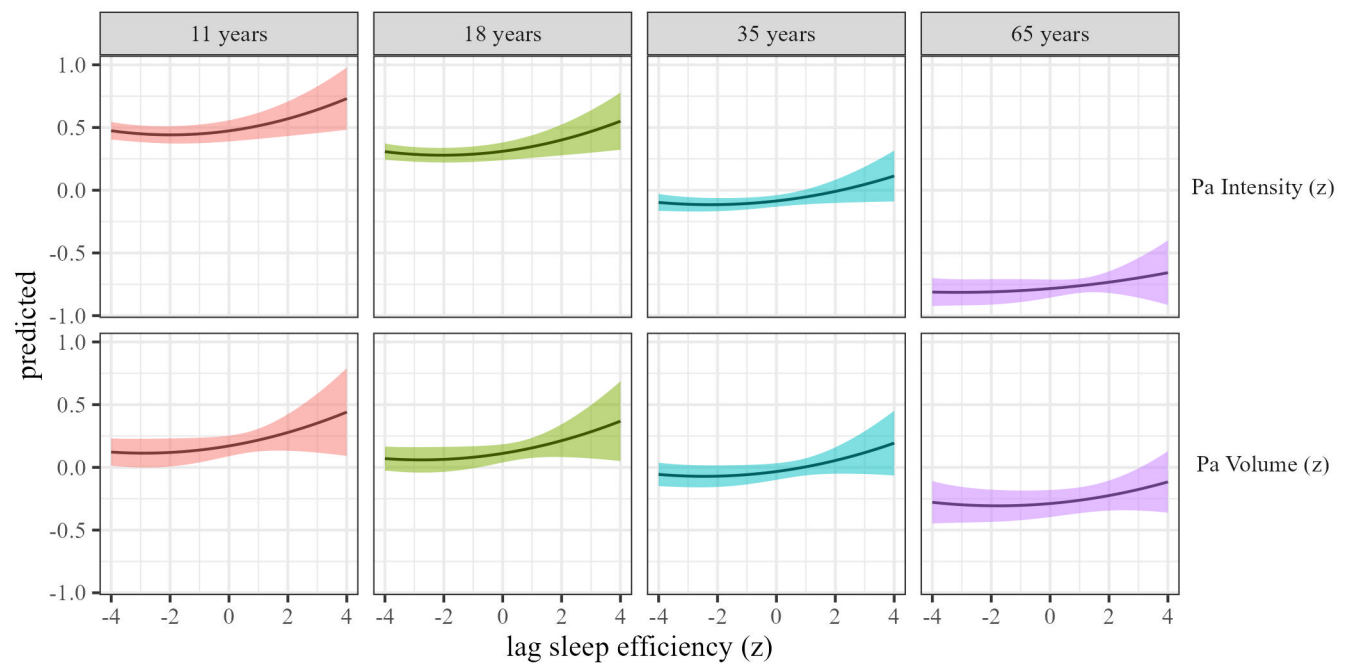 11 years 18 years 35 years 65 years
1.0
0.5
0.0
-0.5
-1.0
Pa Intensity (z)
predicted
1.0
0.5
0.0
-0.5
-1.0
Pa Volume (z)
-4 -2 0 2 4 -4 -2 0 2 4 -4 -2 0 2 4 -4 -2 0 2 4
lag sleep efficiency (z)